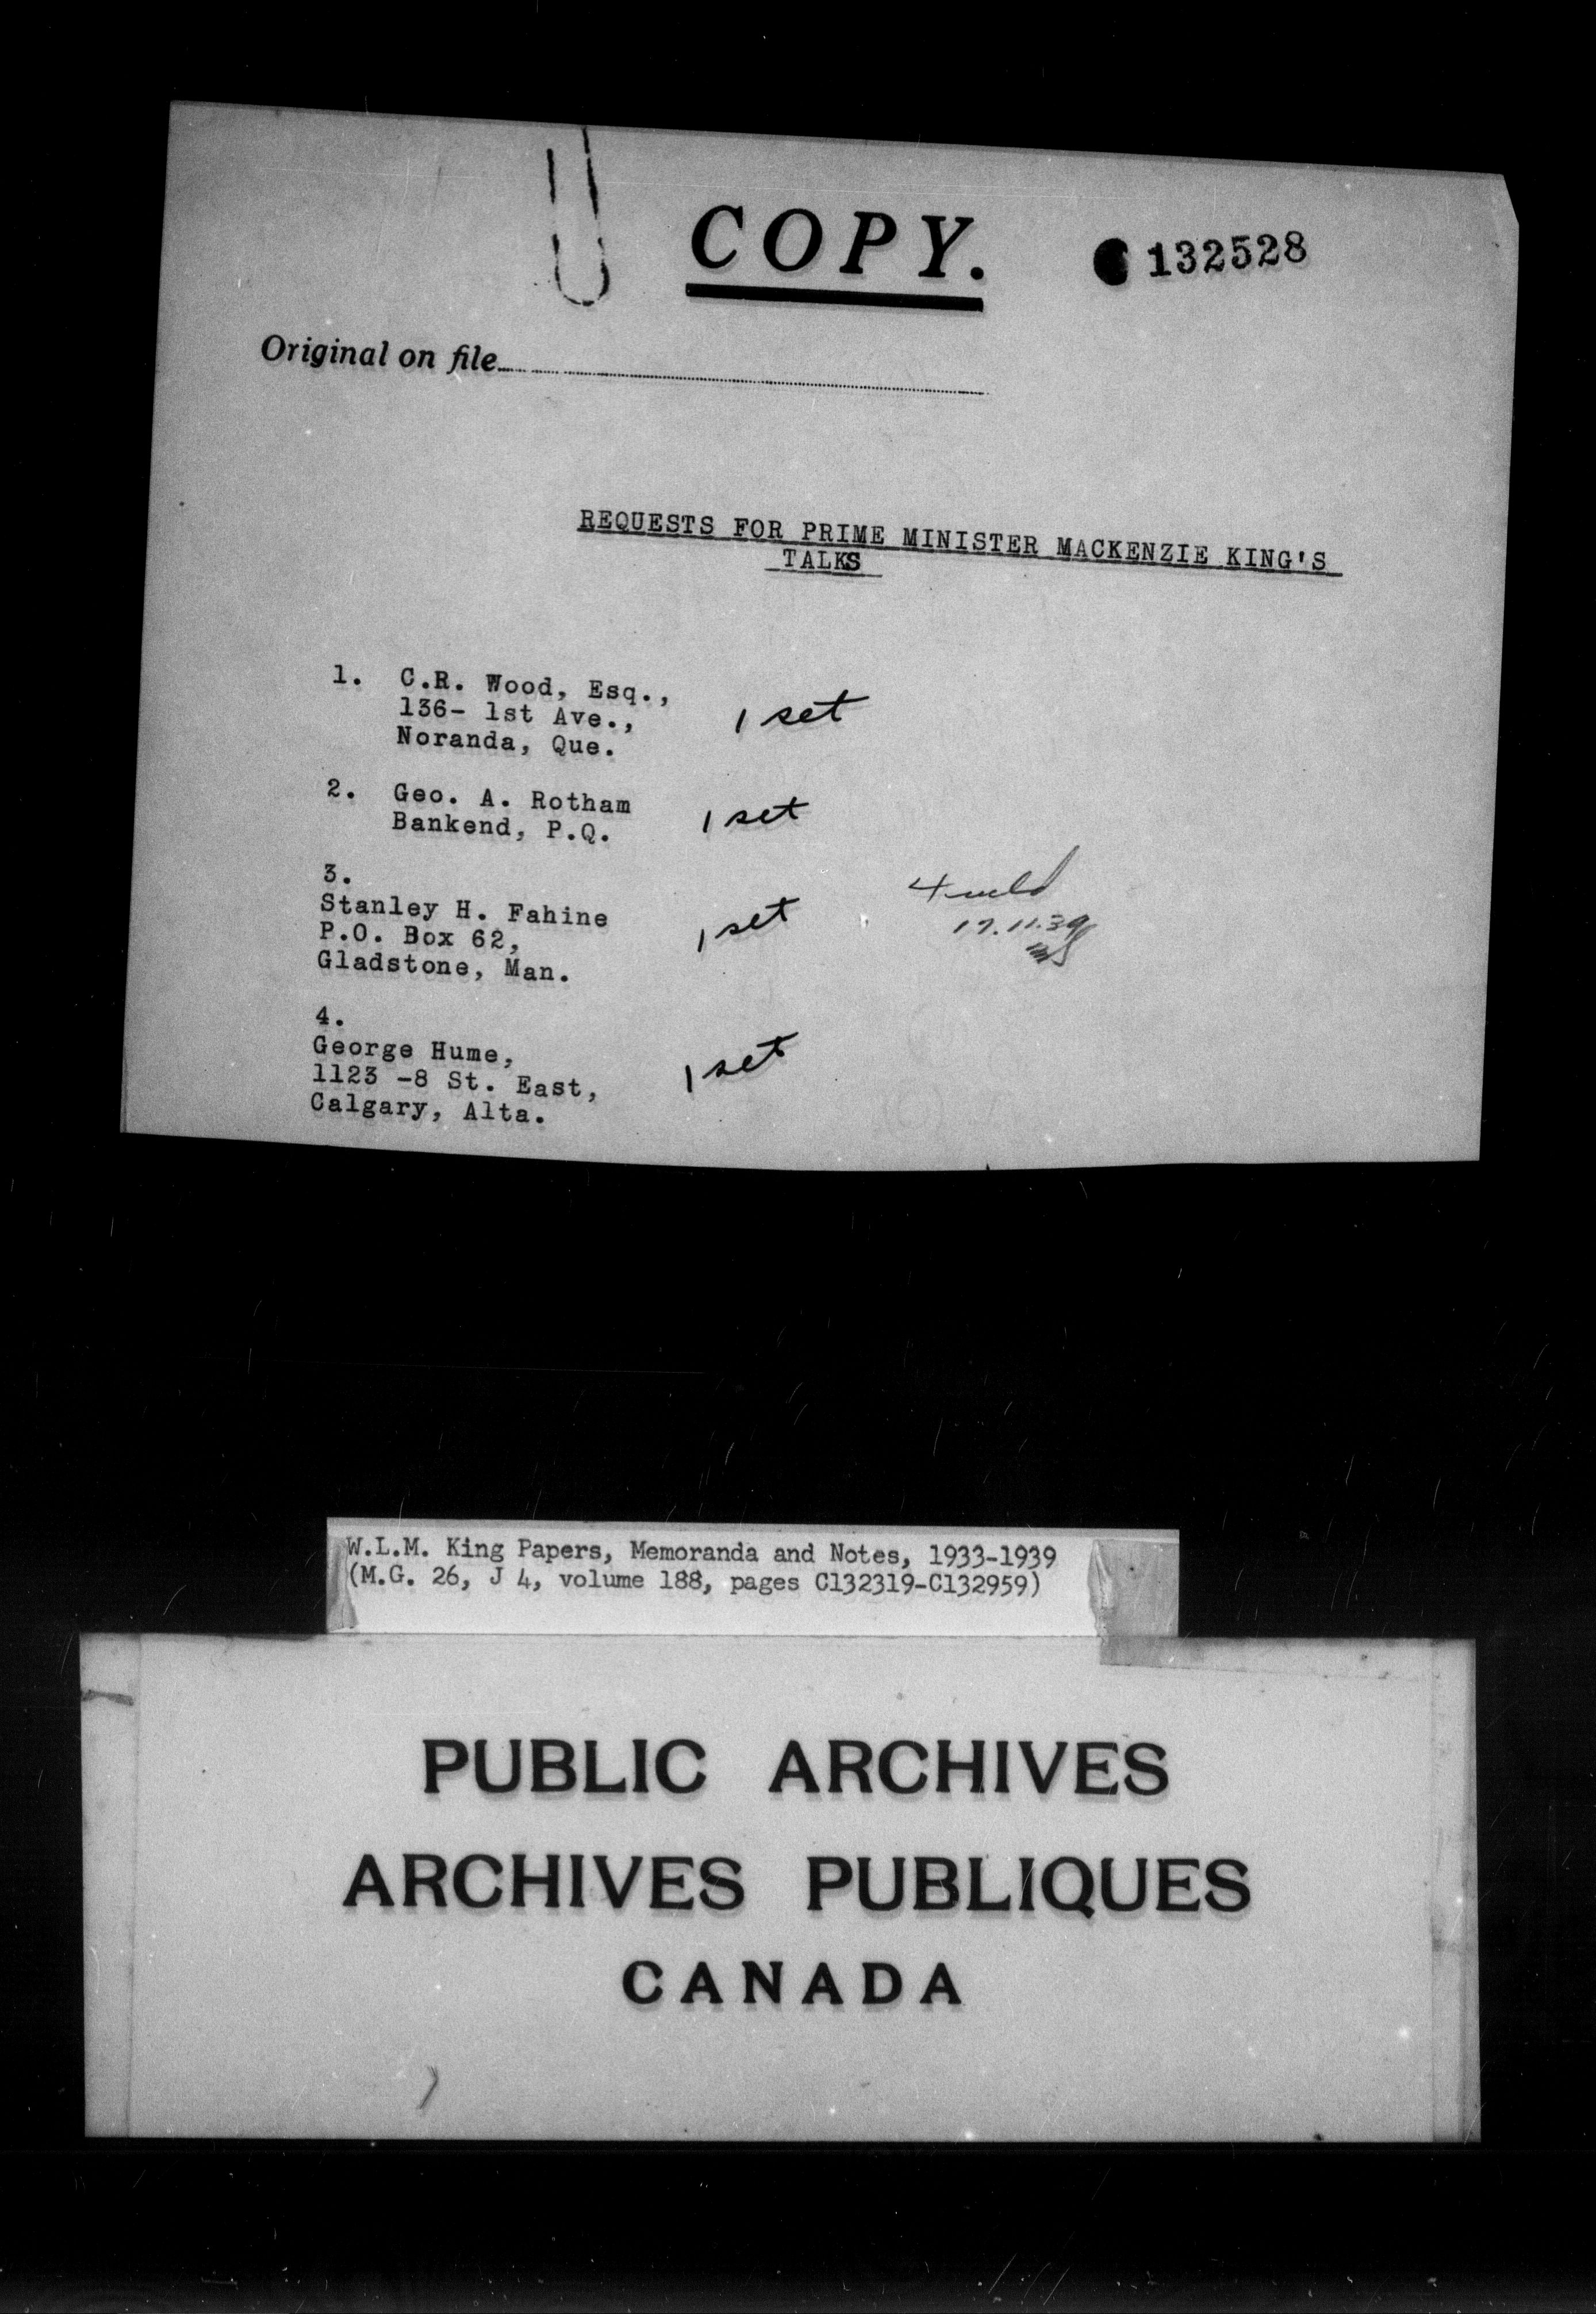 COPY.
C132528
Original on file
REQUESTS FOR PRIME MINISTER MACKENZIE KING'S
TALKS
1. C.R. Wood, Esq.,
136- 1st Ave.,
Noranda, Que.
1 set
2. Geo. A. Rotham
Bankend, P.Q.
1 set
3.
Stanley H. Fahine
P.O. Box 62,
Gladstone, Man.
1 set
4
17.11.39
4.
George Hume,
1123 -8 St. East,
Calgary, Alta.
1 set
W.L.M. King Papers, Memoranda and Notes, 1933-1939
(M.G. 26, J 4, volume 188, pages C132319-C132959)
PUBLIC ARCHIVES
ARCHIVES PUBLIQUES
CANADA